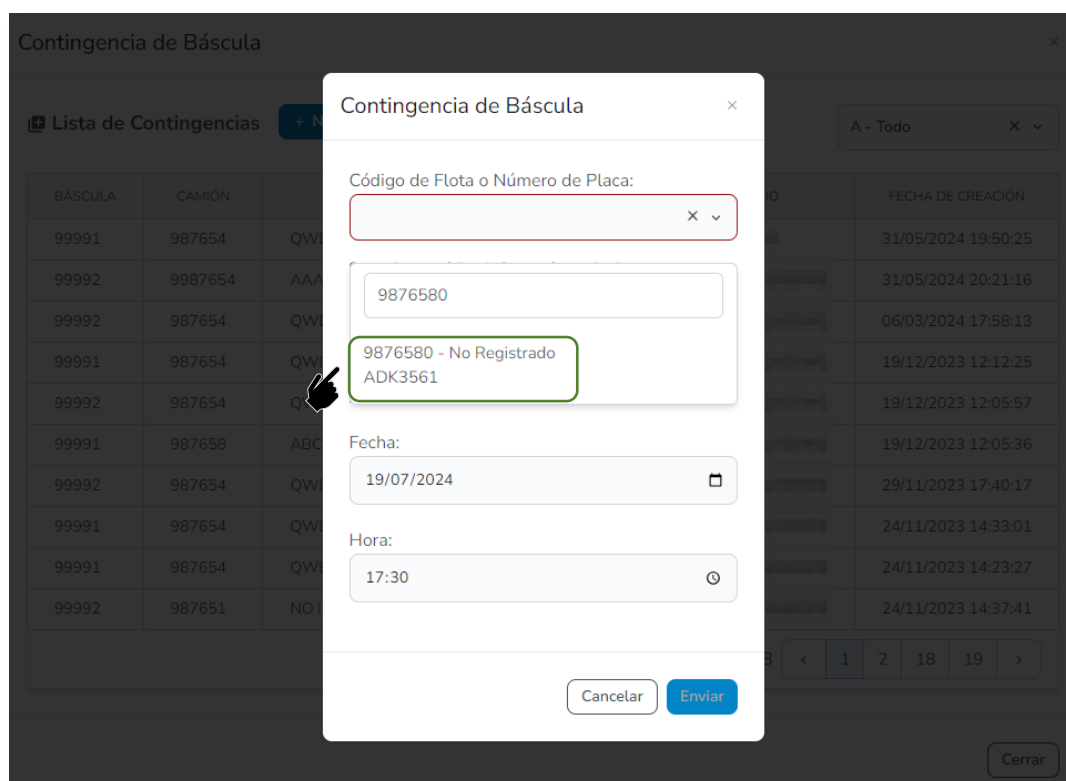 Contingencia de Báscula
Lista de Contingencias + N A - Todo
BÁSCULA CAMIÓN FECHA DE CREACIÓN
99991 987654 31/05/2024 19:50:25
99992 9987654 AAA 31/05/2024 20:21:16
99992 987654 06/03/2024 17:58:13
99991 987654 19/12/2023 12:12:25
99992 987654 19/12/2023 12:05:57
99991 987658 ABC 19/12/2023 12:05:36
99992 987654 29/11/2023 17:40:17
99991 987654 24/11/2023 14:33:01
99991 987654 24/11/2023 14:23:27
99992 987651 NO 24/11/2023 14:37:41
1 2 18 19
Cerrar
Contingencia de Báscula
Código de Flota o Número de Placa:
9876580
9876580 - No Registrado
ADK3561
Fecha:
19/07/2024
Hora:
17:30
Cancelar Enviar